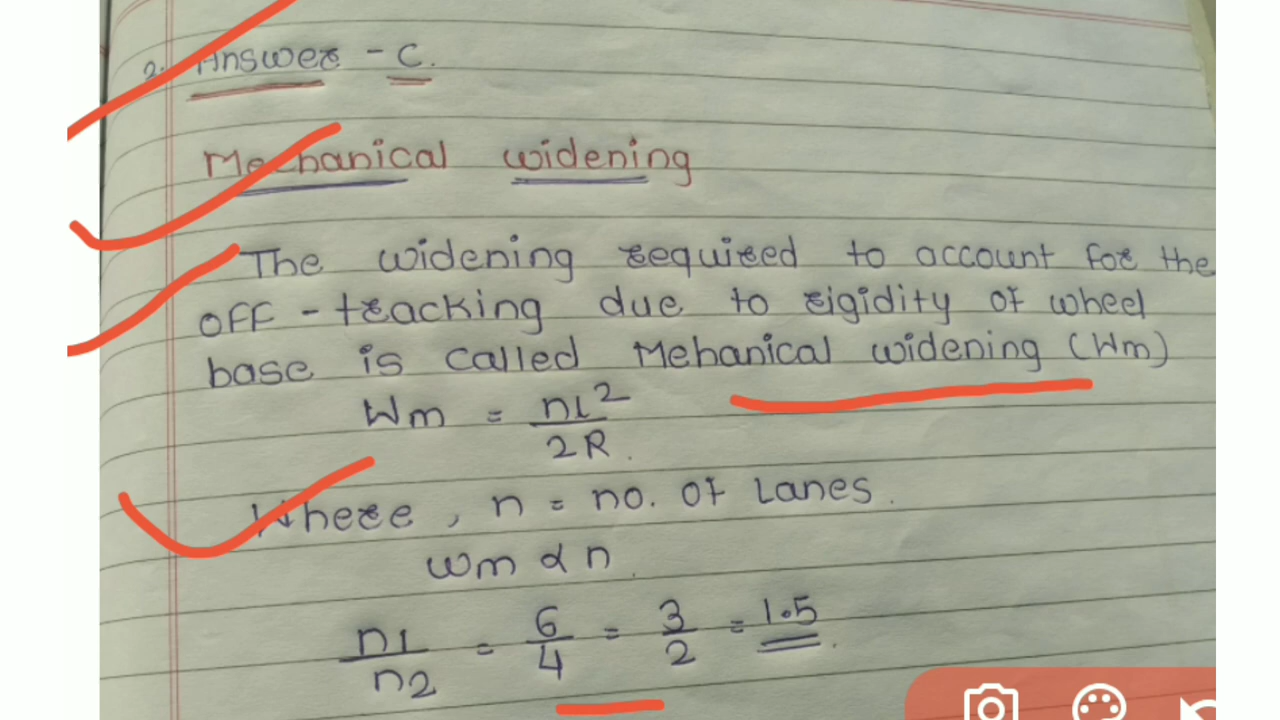 2. Answer - C.
Mechanical widening
The widening required to account for the
off - tracking due to rigidity of wheel
base is called Mehanical widening (Wm)
Wm = nl²/2R.
Where, n = no. of Lanes.
Wm ∝ n.
n1/n2 = 6/4 = 3/2 = 1.5.